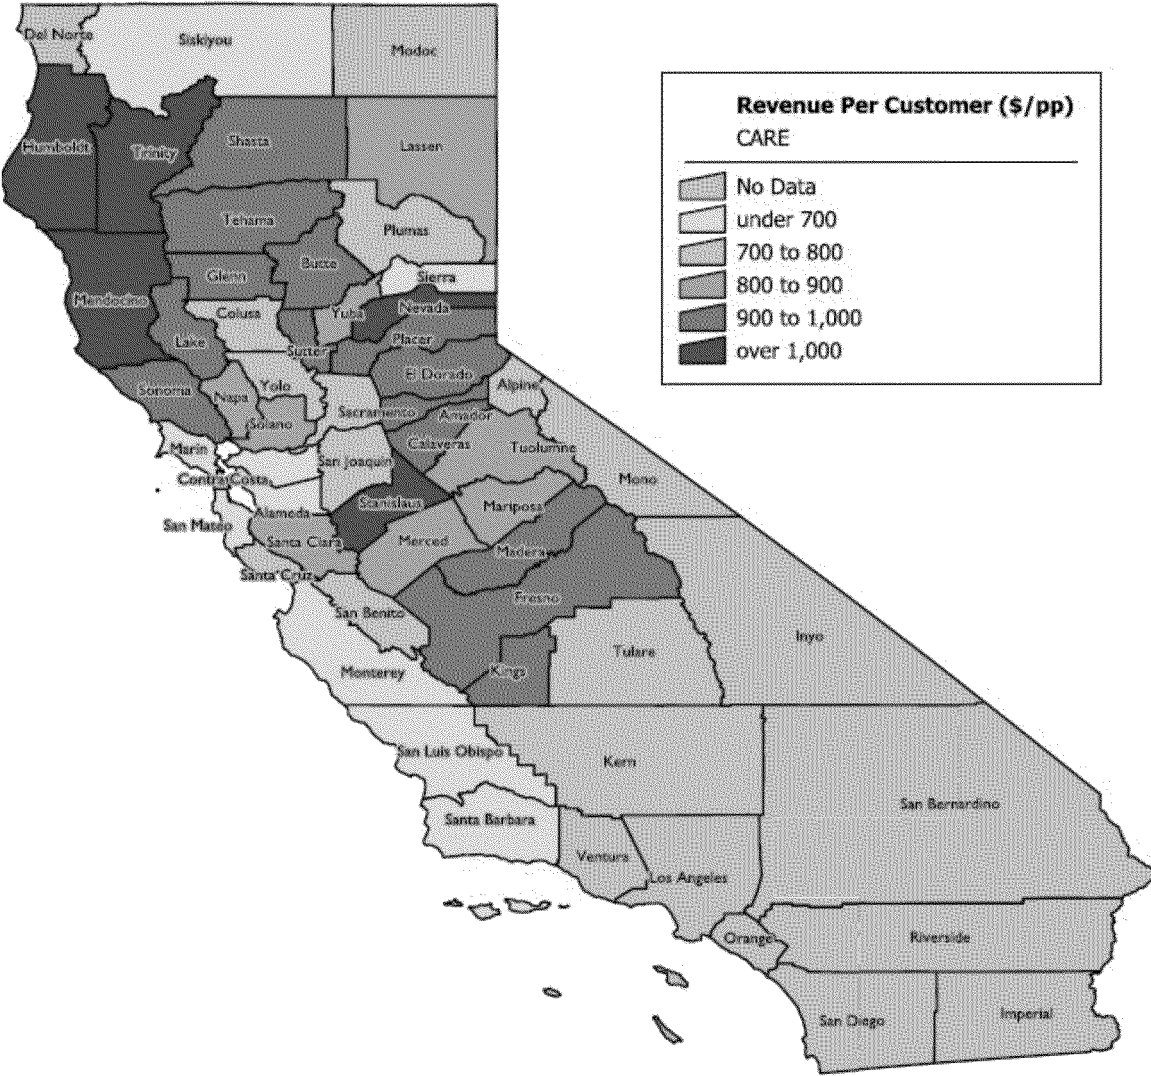 Del Norte
Siskiyou
Modoc
Revenue Per Customer ($/pp)
CARE
No Data
under 700
700 to 800
800 to 900
900 to 1,000
over 1,000
Humboldt
Trinity
Shasta
Lassen
Tehama
Plumas
Butte
Glenn
Sierra
Mendocino
Colusa
Yuba
Nevada
Lake
Sutter
Placer
El Dorado
Sonoma
Napa
Yolo
Alpine
Solano
Sacramento
Amador
Marin
Calaveras
Tuolumne
San Joaquin
Contra Costa
Mono
Stanislaus
Mariposa
San Mateo
Alameda
Santa Clara
Merced
Madera
Santa Cruz
Fresno
San Benito
Inyo
Tulare
Monterey
Kings
San Luis Obispo
Kern
San Bernardino
Santa Barbara
Ventura
Los Angeles
Orange
Riverside
San Diego
Imperial